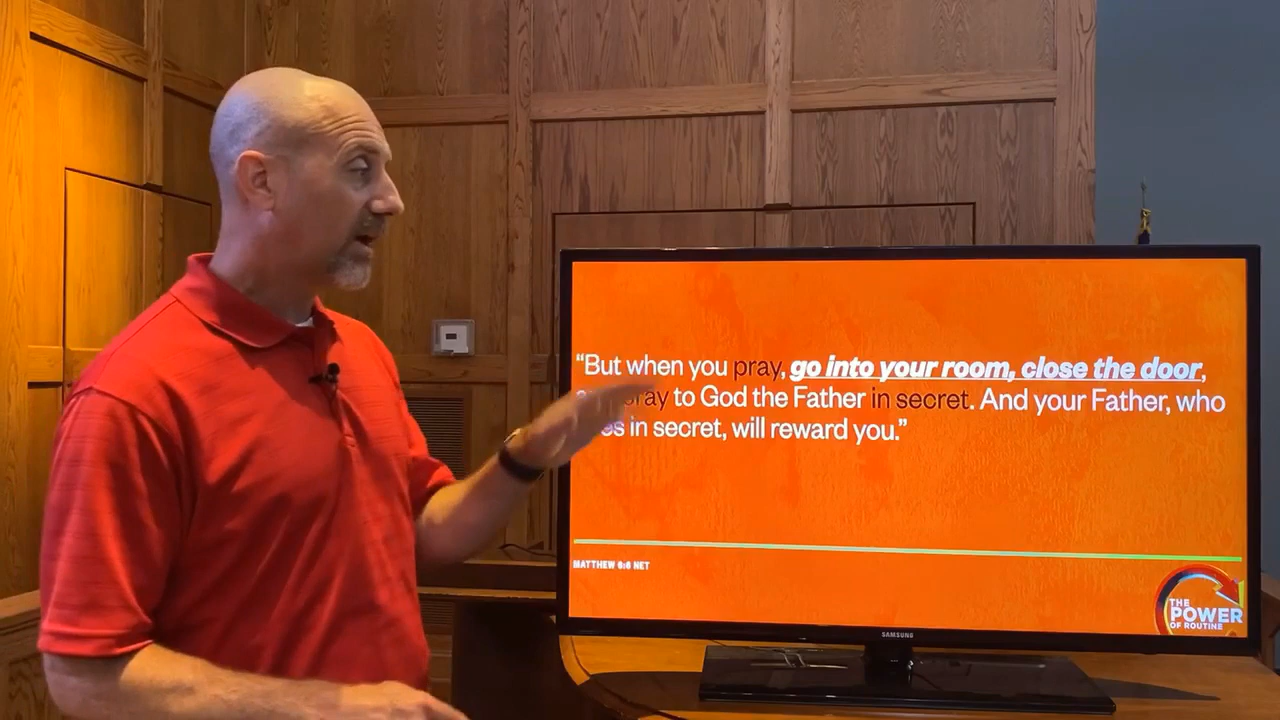 “But when you pray, go into your room, close the door,
pray to God the Father in secret. And your Father, who
in secret, will reward you.”
MATTHEW 6:6 NET
THE
POWER
OF ROUTINE
SAMSUNG